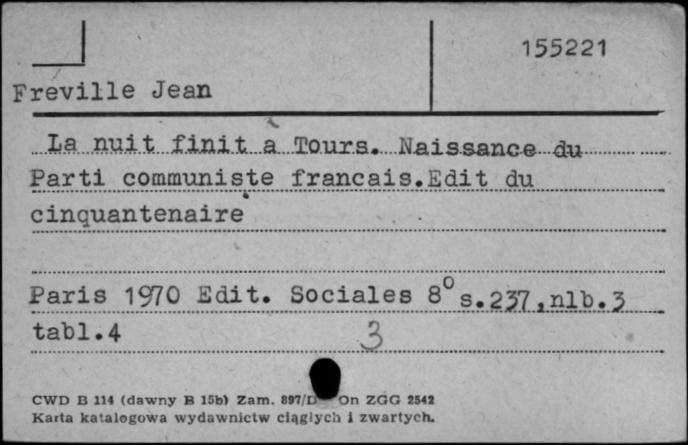 155221
Freville Jean
La nuit finit à Tours. Naissance du
Parti communiste francais.Edit du
cinquantenaire
Paris 1970 Edit. Sociales 8° s.237,nlb.3
tabl.4
3
CWD B 114 (dawny B 15b) Zam. 897/D On ZGG 2542
Karta katalogowa wydawnictw ciągłych i zwartych.